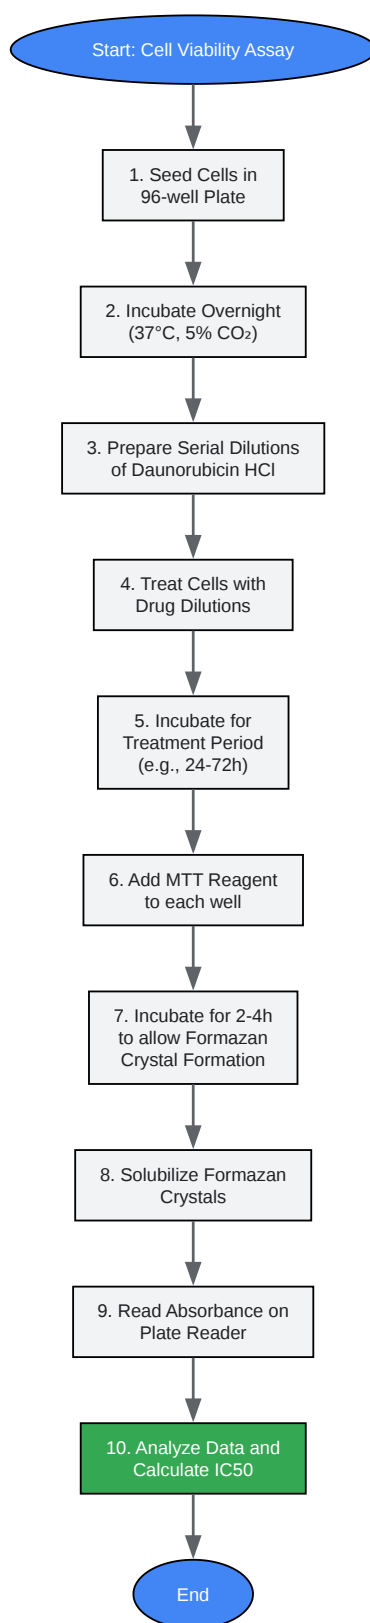 Start: Cell Viability Assay
1. Seed Cells in
96-well Plate
2. Incubate Overnight
(37°C, 5% CO₂)
3. Prepare Serial Dilutions
of Daunorubicin HCl
4. Treat Cells with
Drug Dilutions
5. Incubate for
Treatment Period
(e.g., 24-72h)
6. Add MTT Reagent
to each well
7. Incubate for 2-4h
to allow Formazan
Crystal Formation
8. Solubilize Formazan
Crystals
9. Read Absorbance on
Plate Reader
10. Analyze Data and
Calculate IC50
End